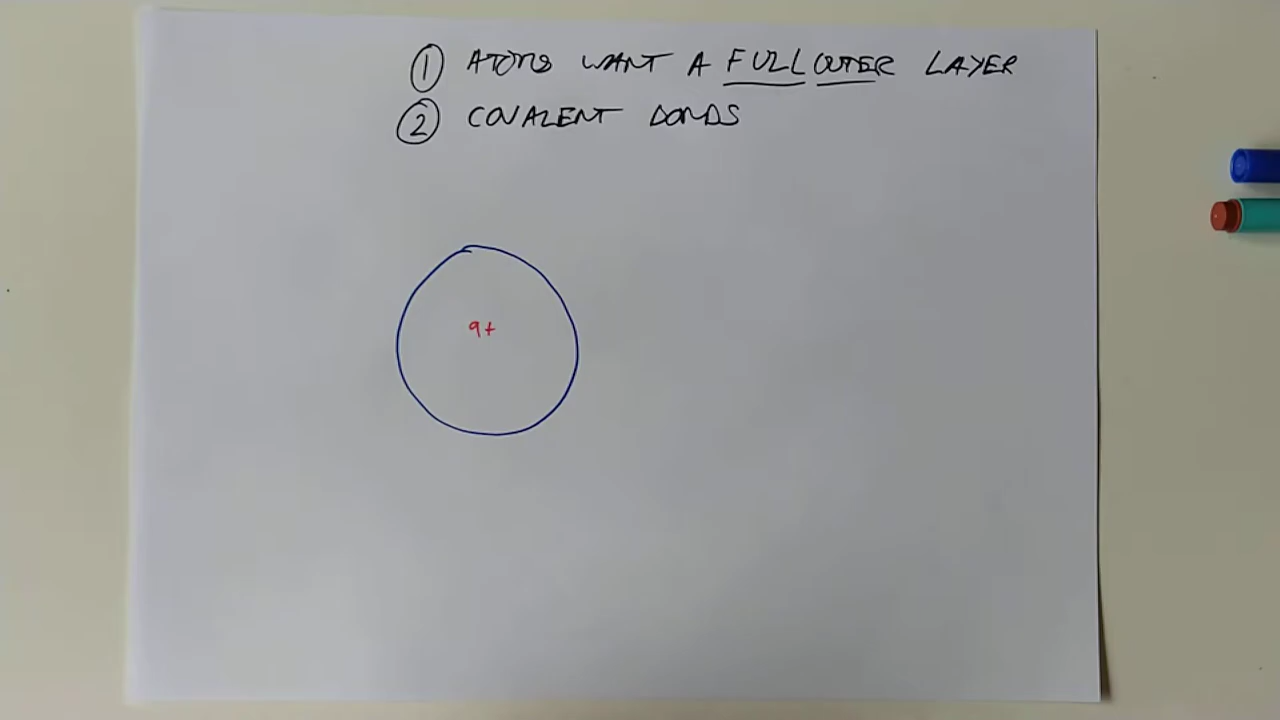 ① ATOMS WANT A FULL OUTER LAYER
② COVALENT BONDS
9+